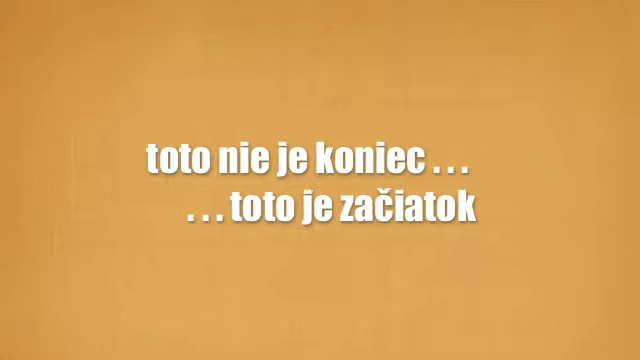 toto nie je koniec . . .
. . . toto je začiatok